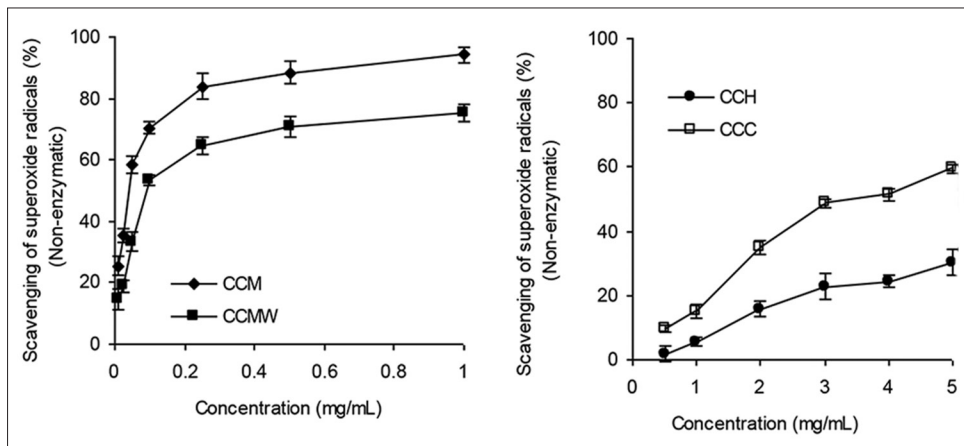 Scavenging of superoxide radicals (%)
(Non-enzymatic)
100
80
60
40
20
0
CCM
CCMW
0
0.2
0.4
0.6
0.8
1
Concentration (mg/mL)
Scavenging of superoxide radicals (%)
(Non-enzymatic)
100
80
60
40
20
0
CCH
CCC
0
1
2
3
4
5
Concentration (mg/mL)